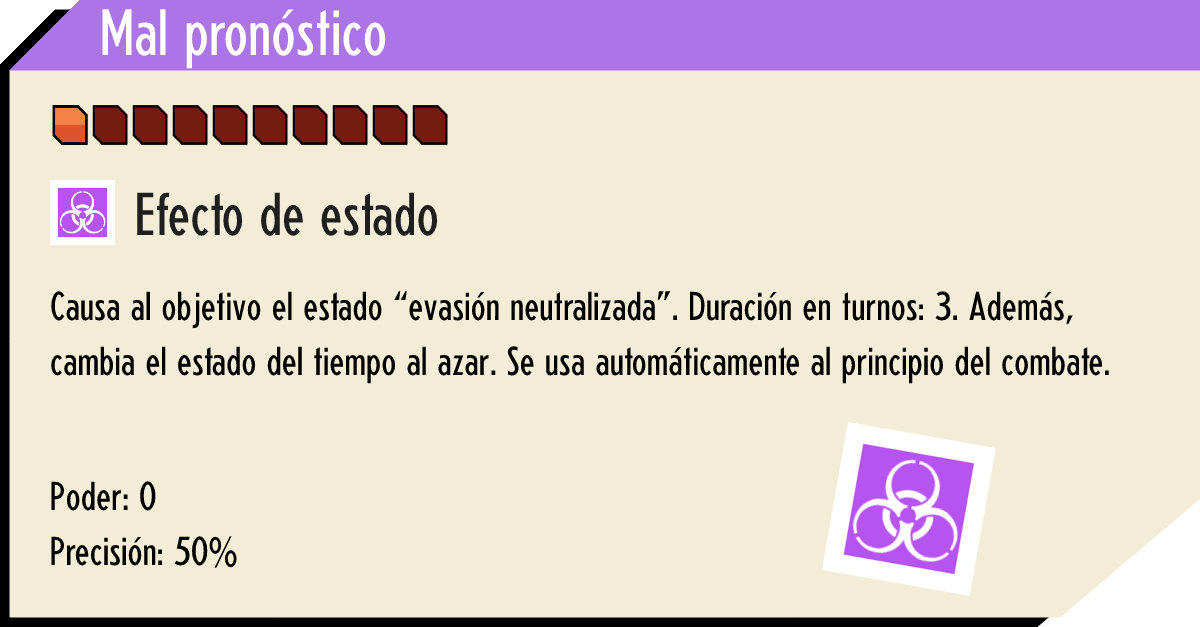 Mal pronóstico
Efecto de estado
Causa al objetivo el estado “evasión neutralizada”. Duración en turnos: 3. Además,
cambia el estado del tiempo al azar. Se usa automáticamente al principio del combate.
Poder: 0
Precisión: 50%